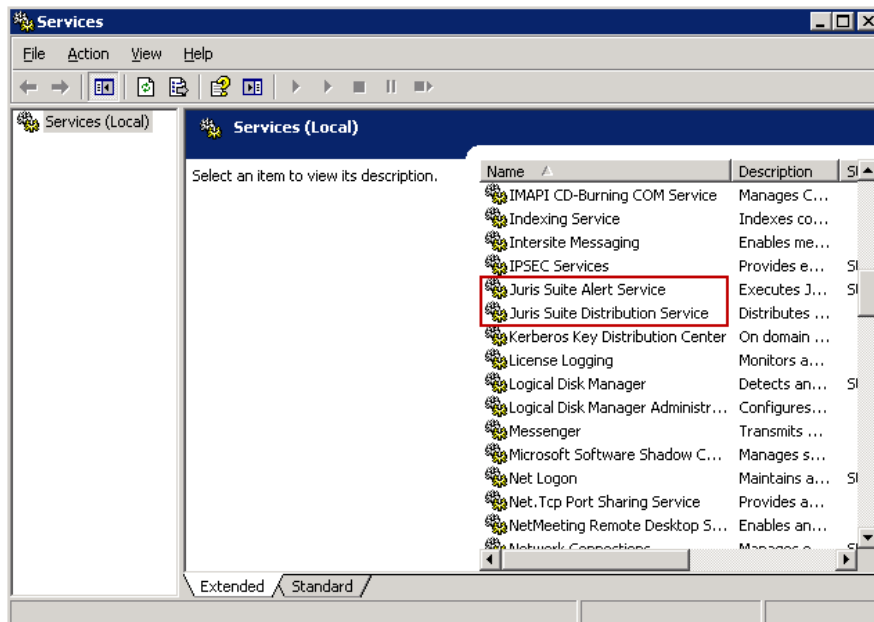 Services
File Action View Help
Services (Local)
Services (Local)
Select an item to view its description.
Name Description
IMAPI CD-Burning COM Service Manages C...
Indexing Service Indexes co...
Intersite Messaging Enables me...
IPSEC Services Provides e...
Juris Suite Alert Service Executes J...
Juris Suite Distribution Service Distributes ...
Kerberos Key Distribution Center On domain ...
License Logging Monitors a...
Logical Disk Manager Detects an...
Logical Disk Manager Administr... Configures...
Messenger Transmits ...
Microsoft Software Shadow C... Manages s...
Net Logon Maintains a...
Net.Tcp Port Sharing Service Provides a...
NetMeeting Remote Desktop S... Enables an...
Network Connections Manages o...
Extended Standard